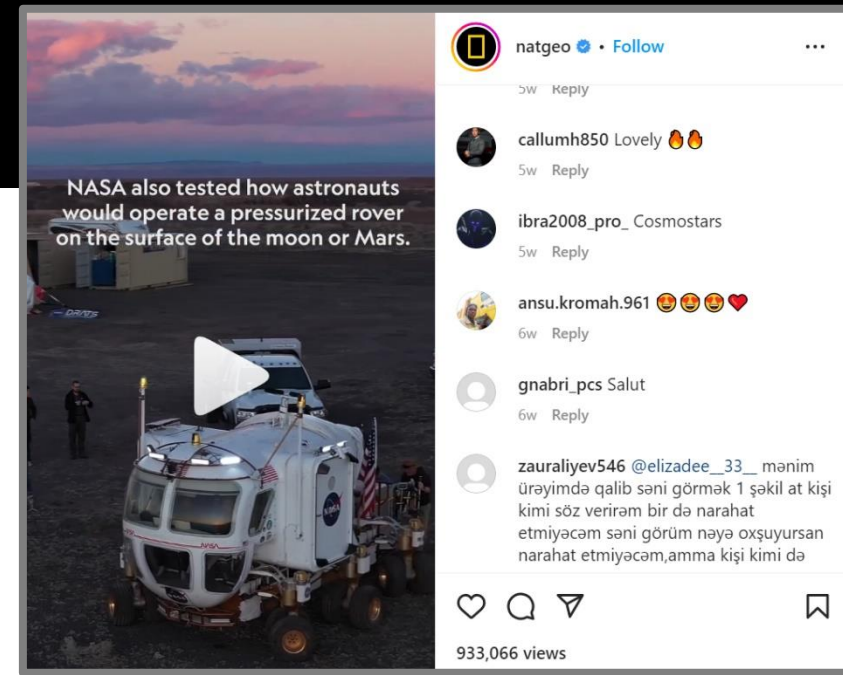 NASA also tested how astronauts
would operate a pressurized rover
on the surface of the moon or Mars.
DRATS
NASA
NASA
natgeo • Follow
5w Reply
callumh850 Lovely 🔥🔥
5w Reply
ibra2008_pro_ Cosmostars
5w Reply
ansu.kromah.961 😍😍😍❤️
6w Reply
gnabri_pcs Salut
6w Reply
zauraliyev546 @elizadee__33__ mənim
ürəyimdə qalib səni görmək 1 şəkil at kişi
kimi söz verirəm bir də narahat
etmiyəcəm səni görüm nəyə oxşuyursan
narahat etmiyəcəm,amma kişi kimi də
933,066 views